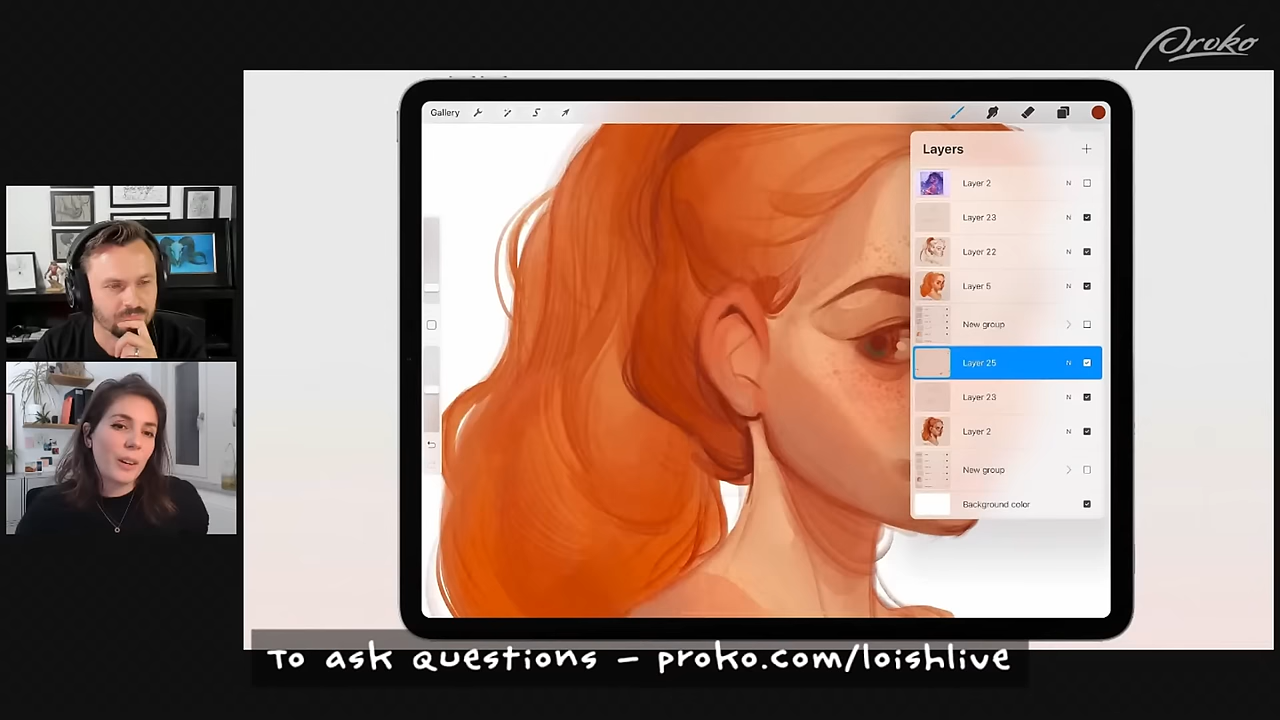 Proko
Gallery
Layers
Layer 2 N
Layer 23 N
Layer 22 N
Layer 5 N
New group
Layer 25 N
Layer 23 N
Layer 2 N
New group
Background color
To ask questions – proko.com/loishlive